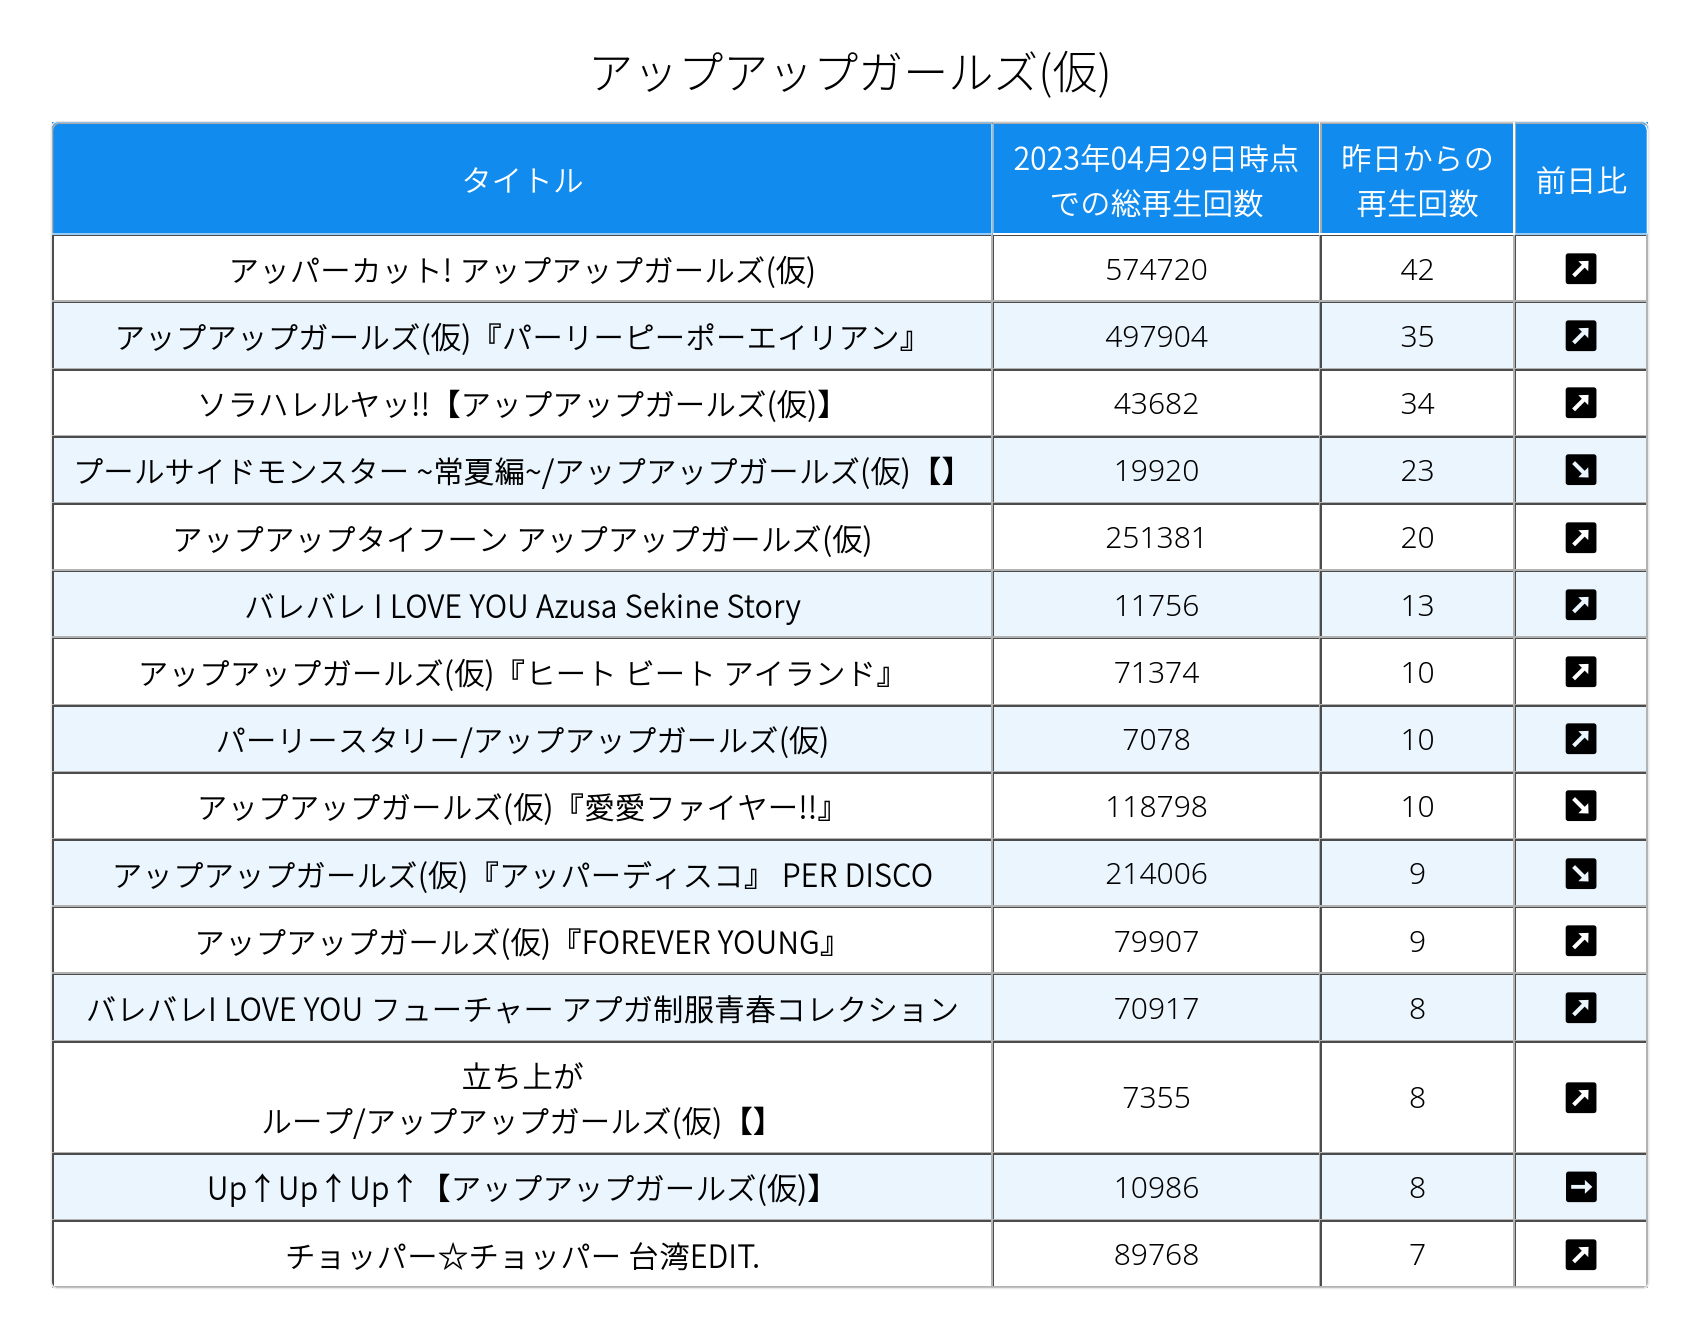 アップアップガールズ(仮)
タイトル 2023年04月29日時点 昨日からの 前日比
での総再生回数 再生回数
アッパーカット! アップアップガールズ(仮) 574720 42
アップアップガールズ(仮)『パーリーピーポーエイリアン』 497904 35
ソラハレルヤッ!!【アップアップガールズ(仮)】 43682 34
プールサイドモンスター ~常夏編~/アップアップガールズ(仮)【】 19920 23
アップアップタイフーン アップアップガールズ(仮) 251381 20
バレバレ I LOVE YOU Azusa Sekine Story 11756 13
アップアップガールズ(仮)『ヒート ビート アイランド』 71374 10
パーリースタリー/アップアップガールズ(仮) 7078 10
アップアップガールズ(仮)『愛愛ファイヤー!!』 118798 10
アップアップガールズ(仮)『アッパーディスコ』 PER DISCO 214006 9
アップアップガールズ(仮)『FOREVER YOUNG』 79907 9
バレバレI LOVE YOU フューチャー アプガ制服青春コレクション 70917 8
立ち上が
ループ/アップアップガールズ(仮)【】 7355 8
Up↑Up↑Up↑【アップアップガールズ(仮)】 10986 8
チョッパー☆チョッパー 台湾EDIT. 89768 7